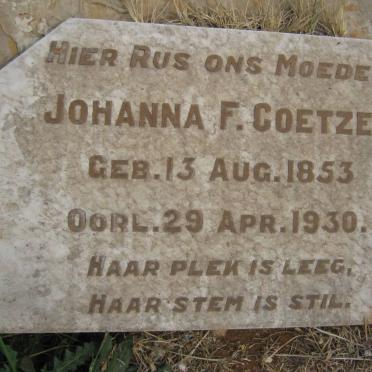 HIER RUS ONS MOEDE
JOHANNA F. COETZE
GEB. 13 AUG. 1853
OORL. 29 APR. 1930.
HAAR PLEK IS LEEG,
HAAR STEM IS STIL.